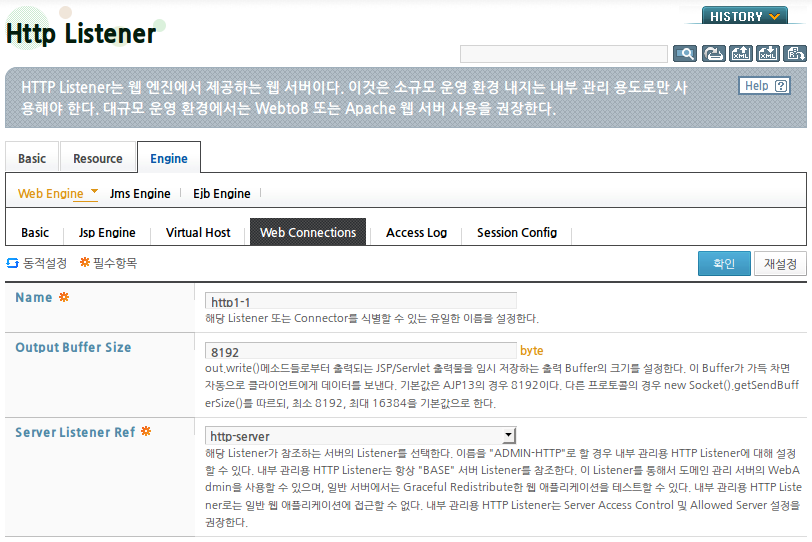 Http Listener
HISTORY
HTTP Listener는 웹 엔진에서 제공하는 웹 서버이다. 이것은 소규모 운영 환경 내지는 내부 관리 용도로만 사
용해야 한다. 대규모 운영 환경에서는 WebtoB 또는 Apache 웹 서버 사용을 권장한다.
Help ?
Basic Resource Engine
Web Engine Jms Engine Ejb Engine
Basic Jsp Engine Virtual Host Web Connections Access Log Session Config
동적설정 필수항목 확인 재설정
Name http1-1
해당 Listener 또는 Connector를 식별할 수 있는 유일한 이름을 설정한다.
Output Buffer Size 8192 byte
out.write()메소드들로부터 출력되는 JSP/Servlet 출력물을 임시 저장하는 출력 Buffer의 크기를 설정한다. 이 Buffer가 가득 차면
자동으로 클라이언트에게 데이터를 보낸다. 기본값은 AJP13의 경우 8192이다. 다른 프로토콜의 경우 new Socket().getSendBuff
erSize()를 따르되, 최소 8192, 최대 16384을 기본값으로 한다.
Server Listener Ref http-server
해당 Listener가 참조하는 서버의 Listener를 선택한다. 이름을 "ADMIN-HTTP"로 할 경우 내부 관리용 HTTP Listener에 대해 설정
할 수 있다. 내부 관리용 HTTP Listener는 항상 "BASE" 서버 Listener를 참조한다. 이 Listener를 통해서 도메인 관리 서버의 WebA
dmin을 사용할 수 있으며, 일반 서버에서는 Graceful Redistribute한 웹 애플리케이션을 테스트할 수 있다. 내부 관리용 HTTP Liste
ner로는 일반 웹 애플리케이션에 접근할 수 없다. 내부 관리용 HTTP Listener는 Server Access Control 및 Allowed Server 설정을
권장한다.